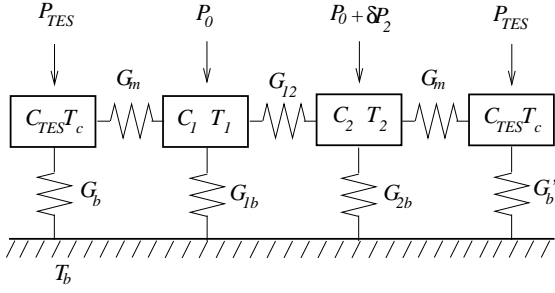 P_TES P_0 P_0 + δP_2 P_TES
G_m G_12 G_m
C_TES T_c C_1 T_1 C_2 T_2 C_TES T_c
G_b G_1b G_2b G_b'
T_b